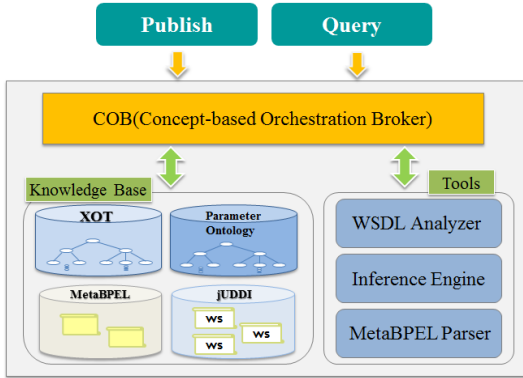 Publish
Query
COB(Concept-based Orchestration Broker)
Knowledge Base
Tools
XOT
Parameter
Ontology
WSDL Analyzer
Inference Engine
MetaBPEL
jUDDI
WS
WS
WS
MetaBPEL Parser